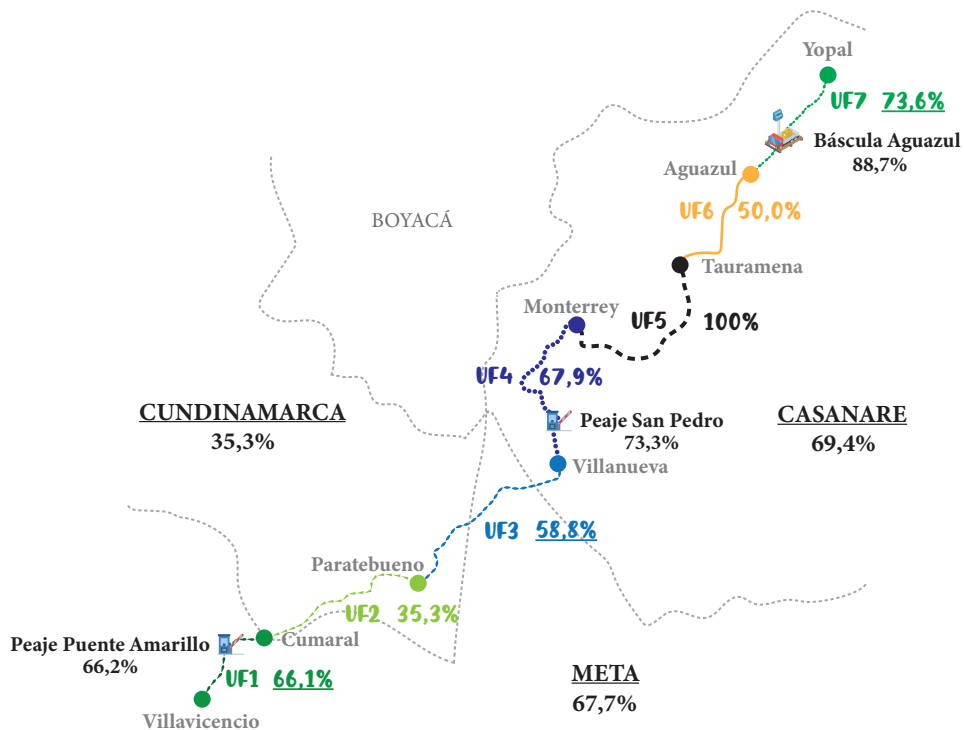 Yopal
UF7 73,6%
Báscula Aguazul
88,7%
Aguazul
UF6 50,0%
BOYACÁ
Tauramena
Monterrey
UF5 100%
UF4 67,9%
CUNDINAMARCA
35,3%
Peaje San Pedro
73,3%
CASANARE
69,4%
Villanueva
UF3 58,8%
Paratebueno
UF2 35,3%
Cumaral
Peaje Puente Amarillo
66,2%
UF1 66,1%
META
67,7%
Villavicencio